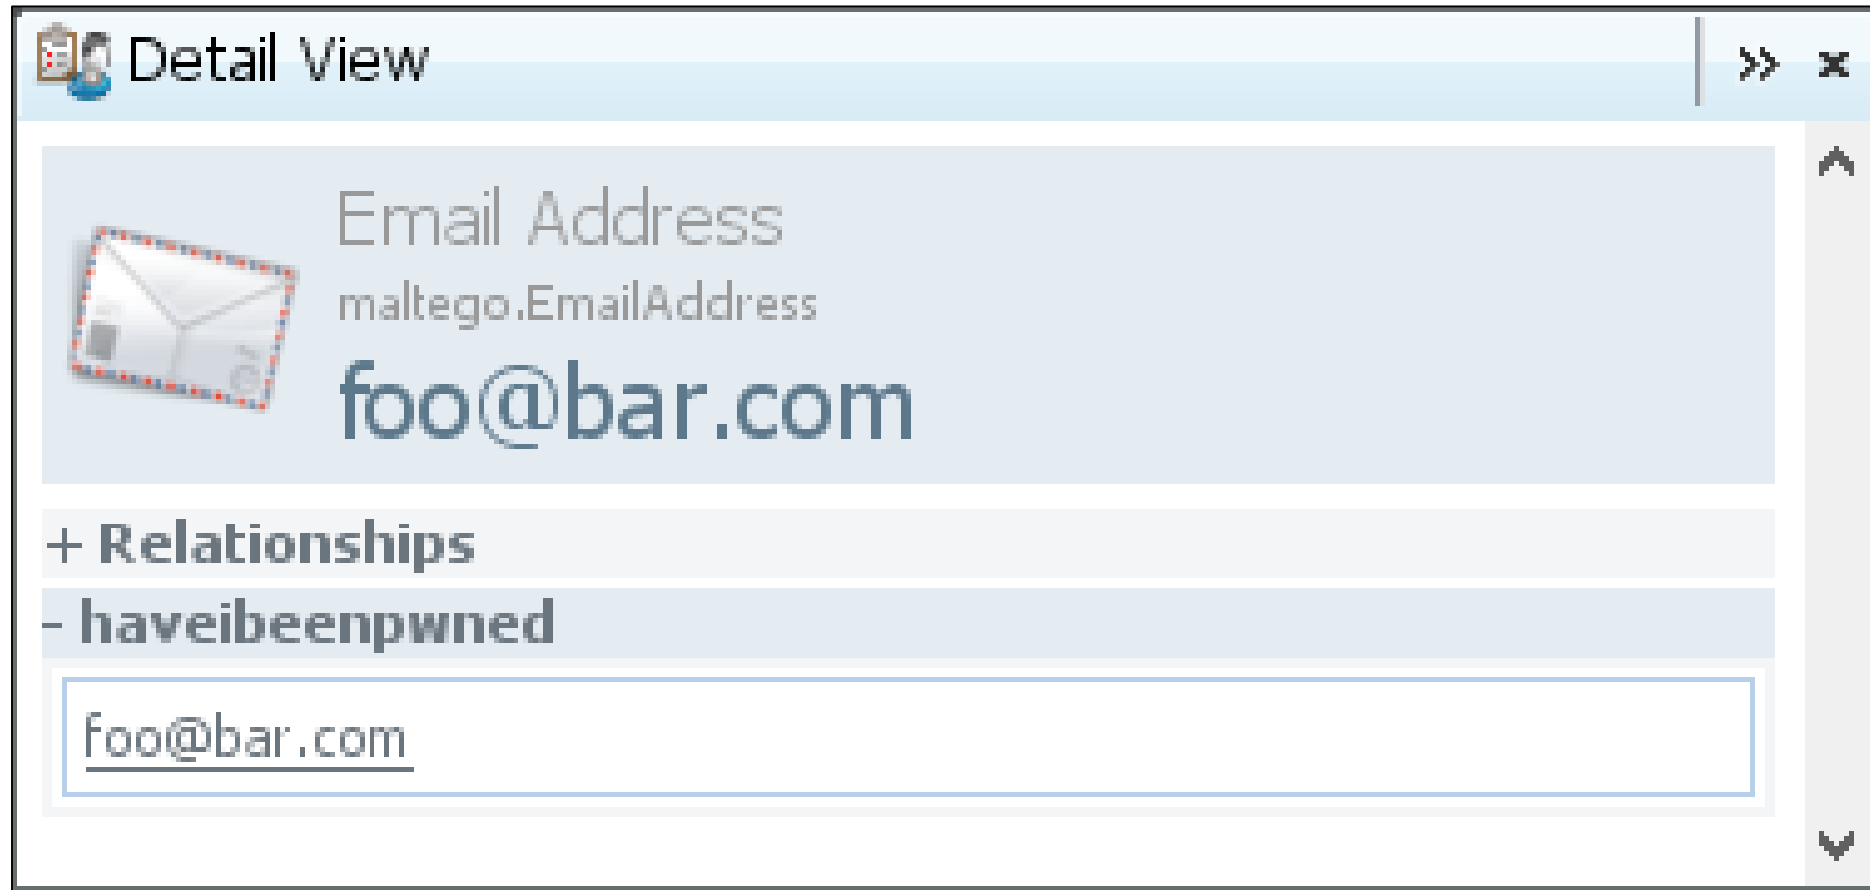 Detail View
Email Address
maltego.EmailAddress
foo@bar.com
+ Relationships
- haveibeenpwned
foo@bar.com